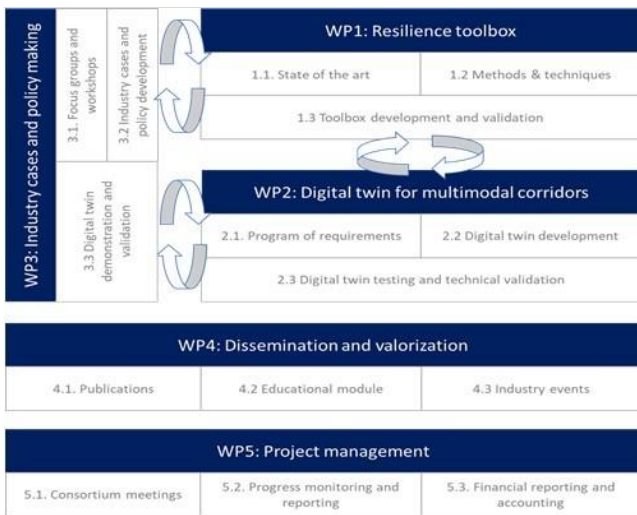 WP3: Industry cases and policy making
3.1. Focus groups and
workshops
3.2 Industry cases and
policy development
3.3 Digital twin
demonstration and
validation
WP1: Resilience toolbox
1.1. State of the art
1.2 Methods & techniques
1.3 Toolbox development and validation
WP2: Digital twin for multimodal corridors
2.1. Program of requirements
2.2 Digital twin development
2.3 Digital twin testing and technical validation
WP4: Dissemination and valorization
4.1. Publications
4.2 Educational module
4.3 Industry events
WP5: Project management
5.1. Consortium meetings
5.2. Progress monitoring and
reporting
5.3. Financial reporting and
accounting